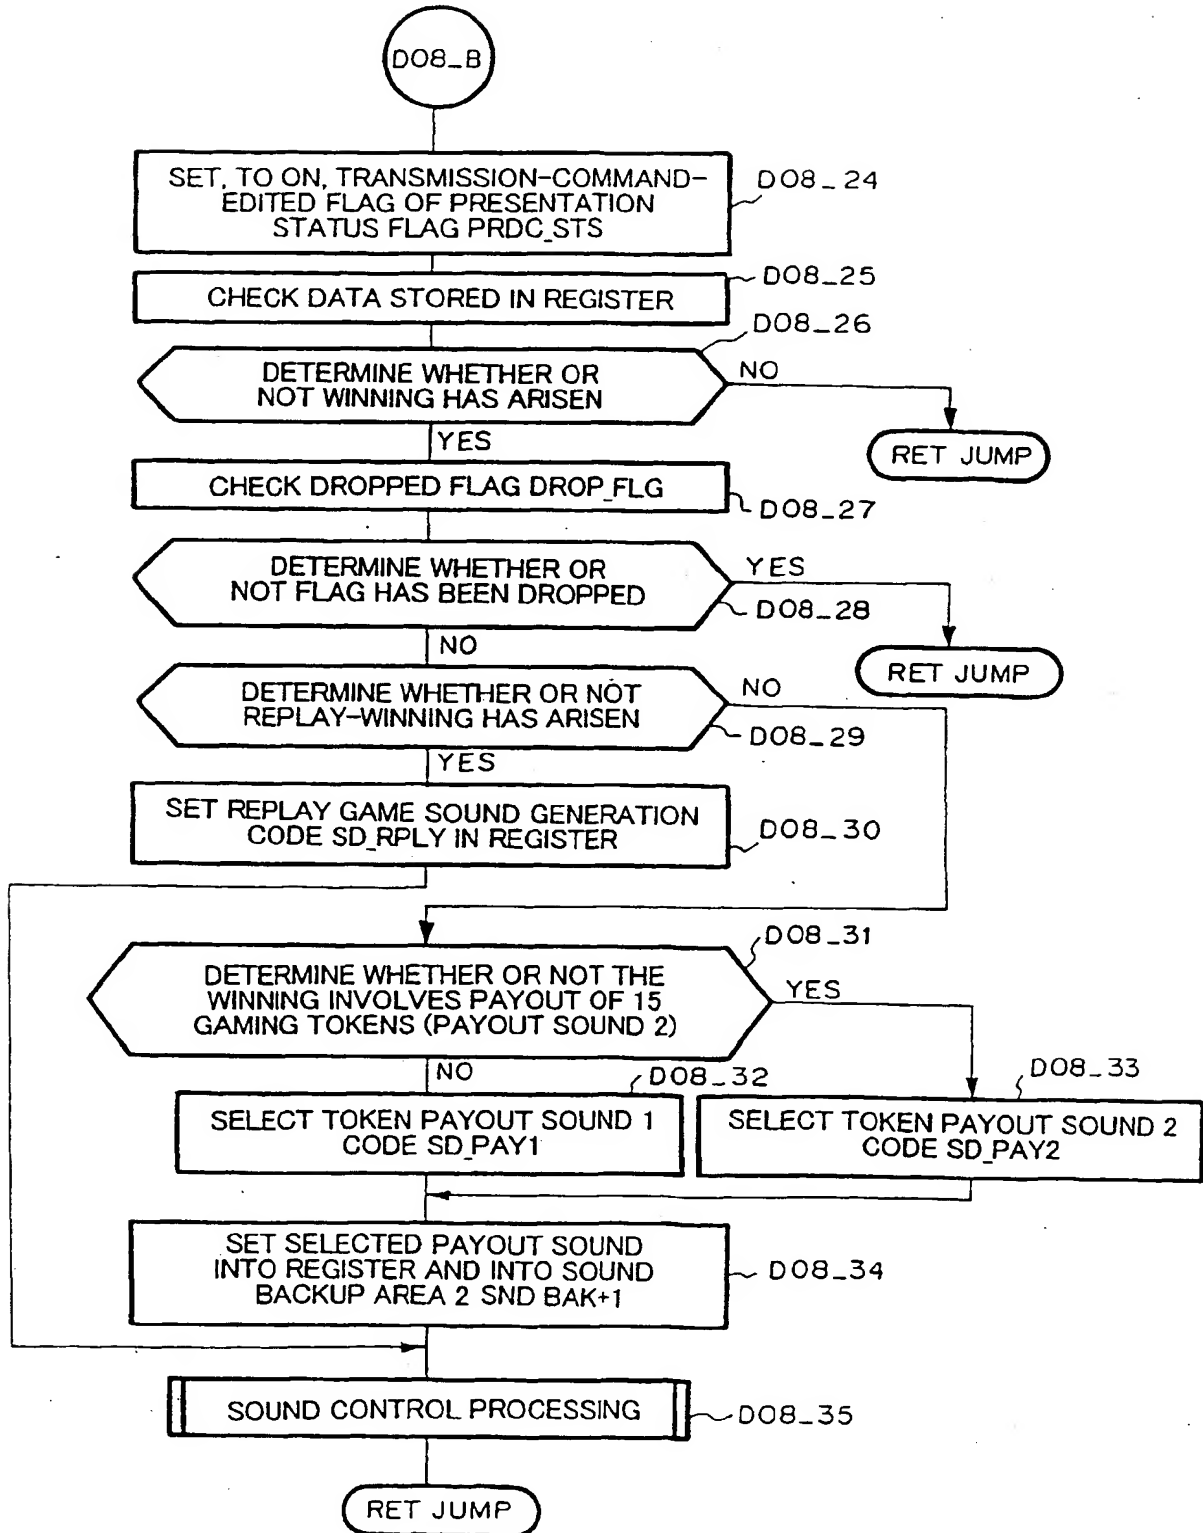 D08_B
SET, TO ON, TRANSMISSION-COMMAND-
EDITED FLAG OF PRESENTATION
STATUS FLAG PRDC_STS
D08_24
CHECK DATA STORED IN REGISTER
D08_25
DETERMINE WHETHER OR
NOT WINNING HAS ARISEN
D08_26
NO
RET JUMP
YES
CHECK DROPPED FLAG DROP_FLG
D08_27
DETERMINE WHETHER OR
NOT FLAG HAS BEEN DROPPED
YES
D08_28
RET JUMP
NO
DETERMINE WHETHER OR NOT
REPLAY-WINNING HAS ARISEN
NO
D08_29
YES
SET REPLAY GAME SOUND GENERATION
CODE SD_RPLY IN REGISTER
D08_30
D08_31
DETERMINE WHETHER OR NOT THE
WINNING INVOLVES PAYOUT OF 15
GAMING TOKENS (PAYOUT SOUND 2)
YES
NO
D08_32
SELECT TOKEN PAYOUT SOUND 1
CODE SD_PAY1
D08_33
SELECT TOKEN PAYOUT SOUND 2
CODE SD_PAY2
SET SELECTED PAYOUT SOUND
INTO REGISTER AND INTO SOUND
BACKUP AREA 2 SND BAK+1
D08_34
SOUND CONTROL PROCESSING
D08_35
RET JUMP